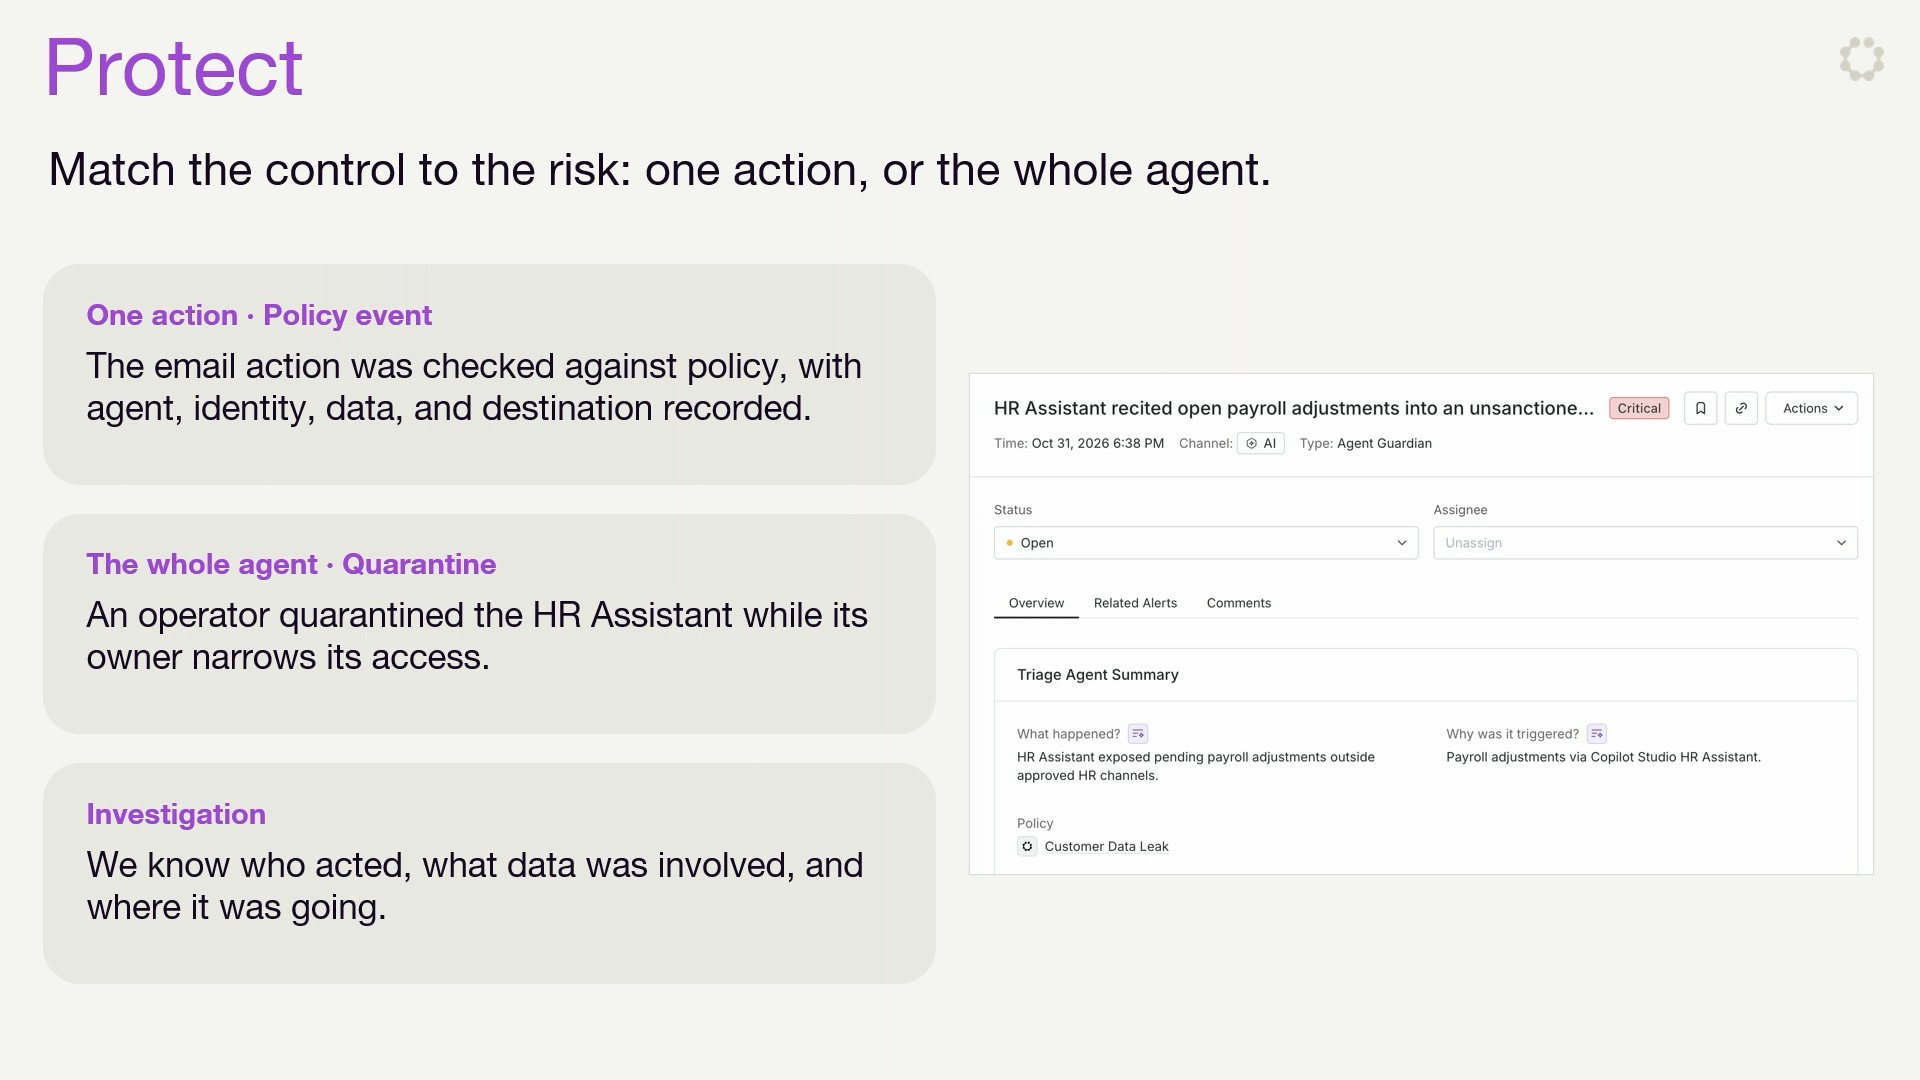 Protect
Match the control to the risk: one action, or the whole agent.
One action · Policy event
The email action was checked against policy, with
agent, identity, data, and destination recorded.
The whole agent · Quarantine
An operator quarantined the HR Assistant while its
owner narrows its access.
Investigation
We know who acted, what data was involved, and
where it was going.
HR Assistant recited open payroll adjustments into an unsanctione...
Critical
Actions
Time: Oct 31, 2026 6:38 PM Channel: AI Type: Agent Guardian
Status
Open
Assignee
Unassign
Overview Related Alerts Comments
Triage Agent Summary
What happened?
HR Assistant exposed pending payroll adjustments outside
approved HR channels.
Why was it triggered?
Payroll adjustments via Copilot Studio HR Assistant.
Policy
Customer Data Leak